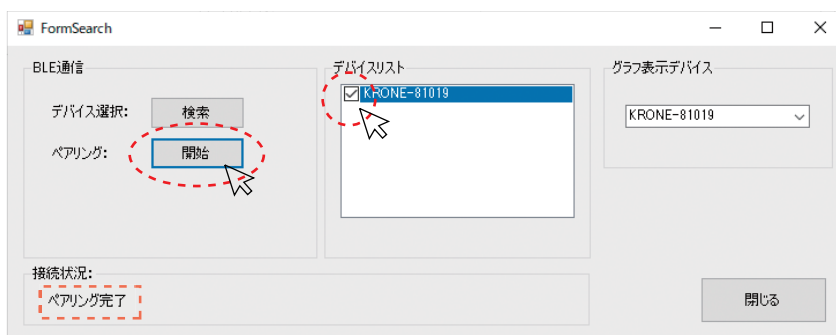 FormSearch
BLE通信
デバイス選択:
検索
ペアリング:
開始
デバイスリスト
KRONE-81019
グラフ表示デバイス
KRONE-81019
接続状況:
ペアリング完了
閉じる